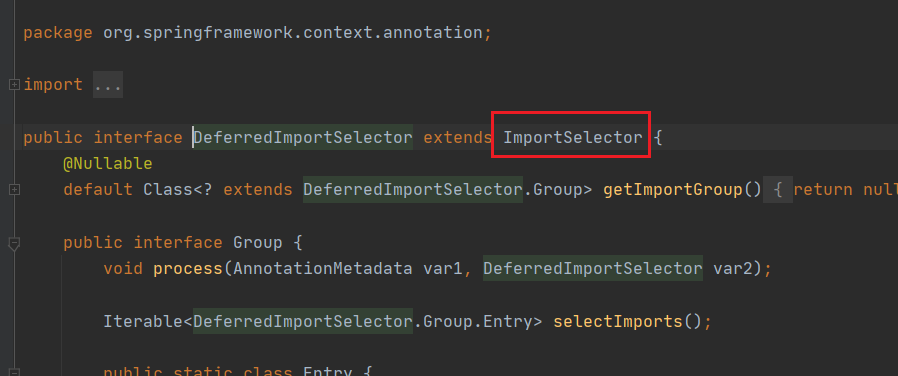 package org.springframework.context.annotation;
import ...
public interface DeferredImportSelector extends ImportSelector {
@Nullable
default Class<? extends DeferredImportSelector.Group> getImportGroup() { return null
public interface Group {
void process(AnnotationMetadata var1, DeferredImportSelector var2);
Iterable<DeferredImportSelector.Group.Entry> selectImports();
public static class Entry {